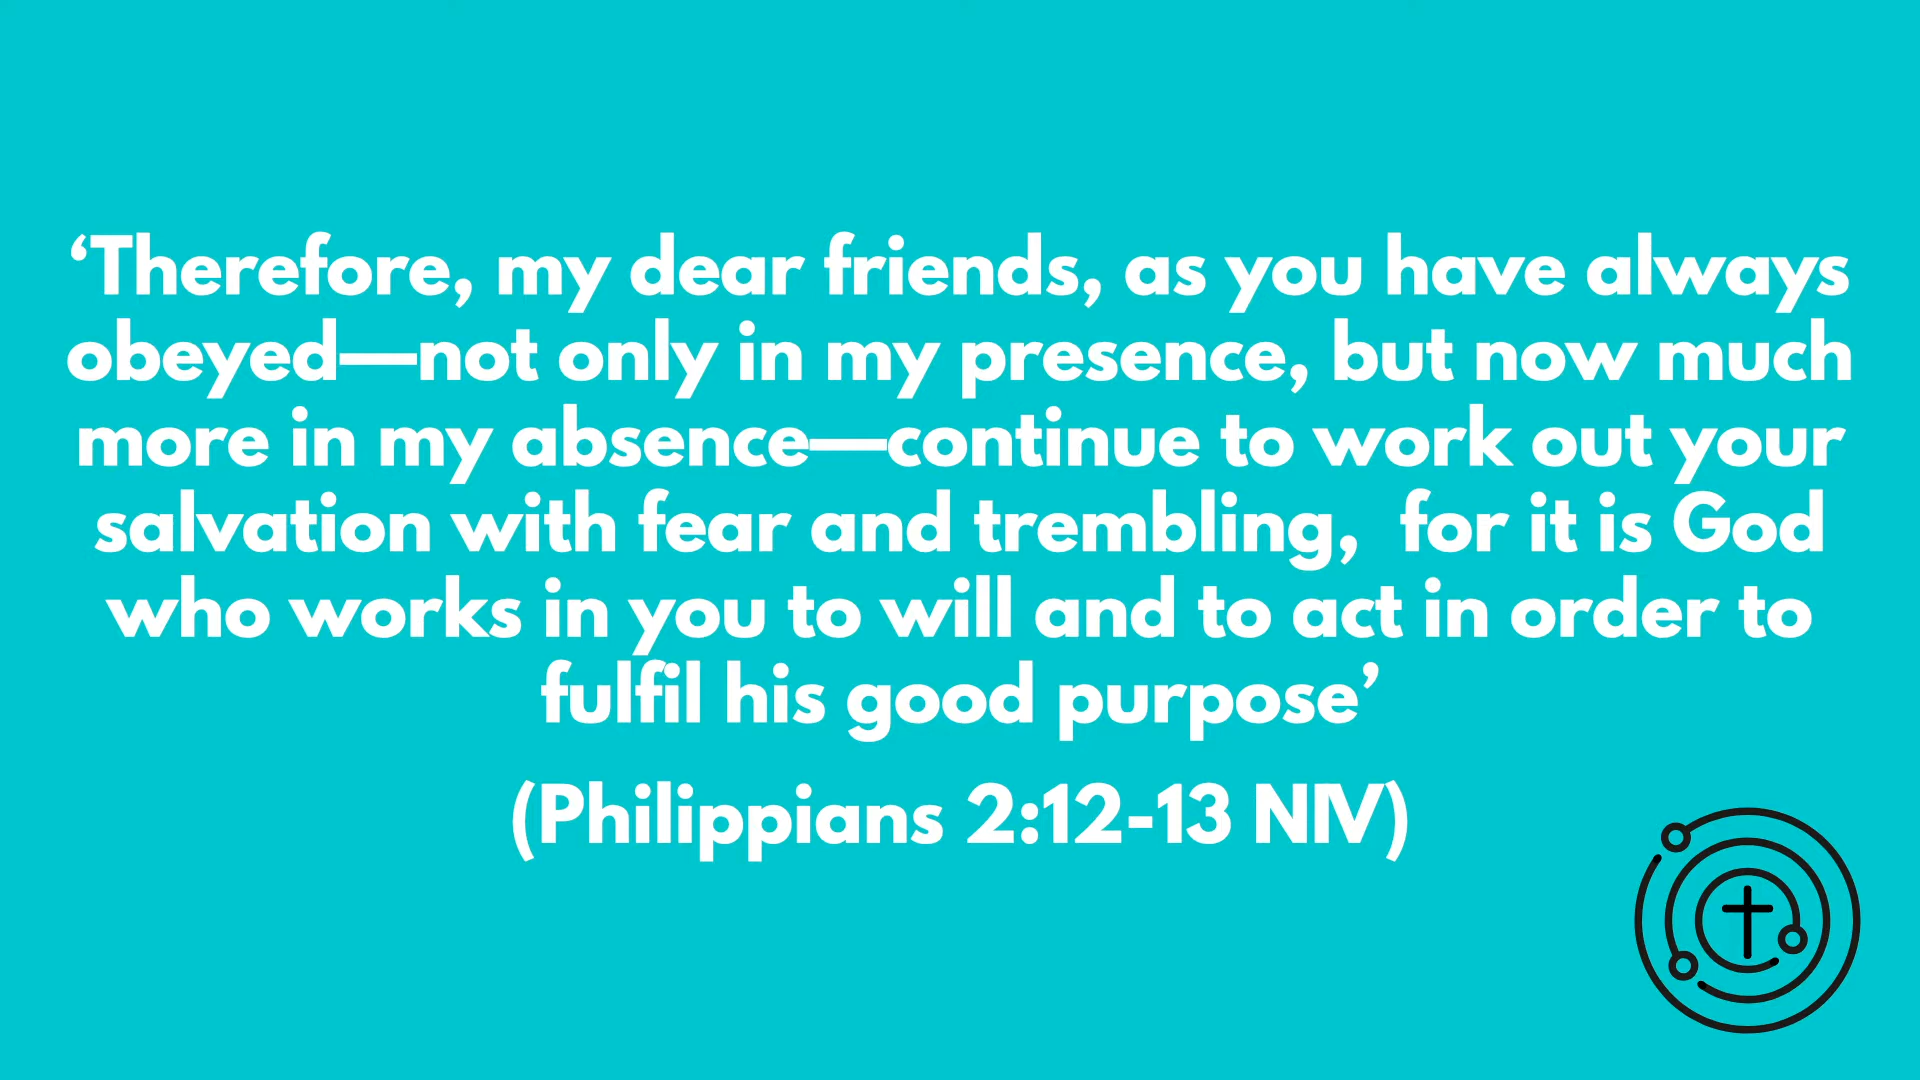 ‘Therefore, my dear friends, as you have always
obeyed—not only in my presence, but now much
more in my absence—continue to work out your
salvation with fear and trembling,  for it is God
who works in you to will and to act in order to
fulfil his good purpose’
(Philippians 2:12-13 NIV)